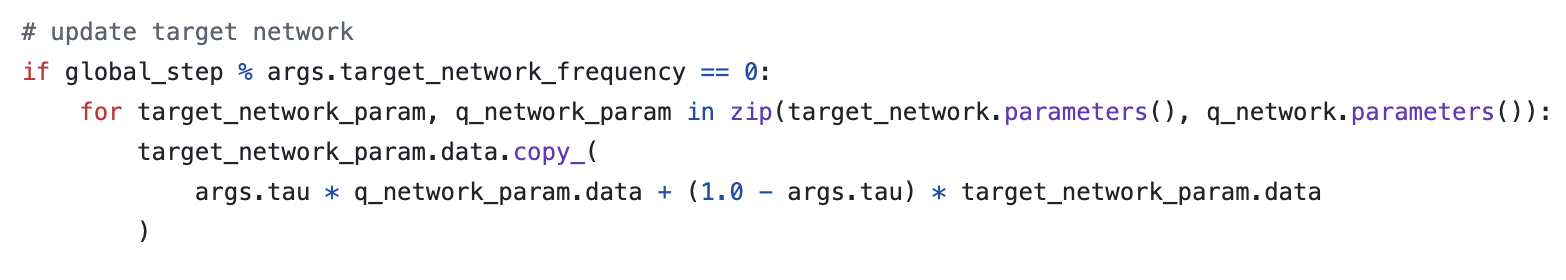 # update target network
if global_step % args.target_network_frequency == 0:
    for target_network_param, q_network_param in zip(target_network.parameters(), q_network.parameters()):
        target_network_param.data.copy_(
            args.tau * q_network_param.data + (1.0 - args.tau) * target_network_param.data
        )